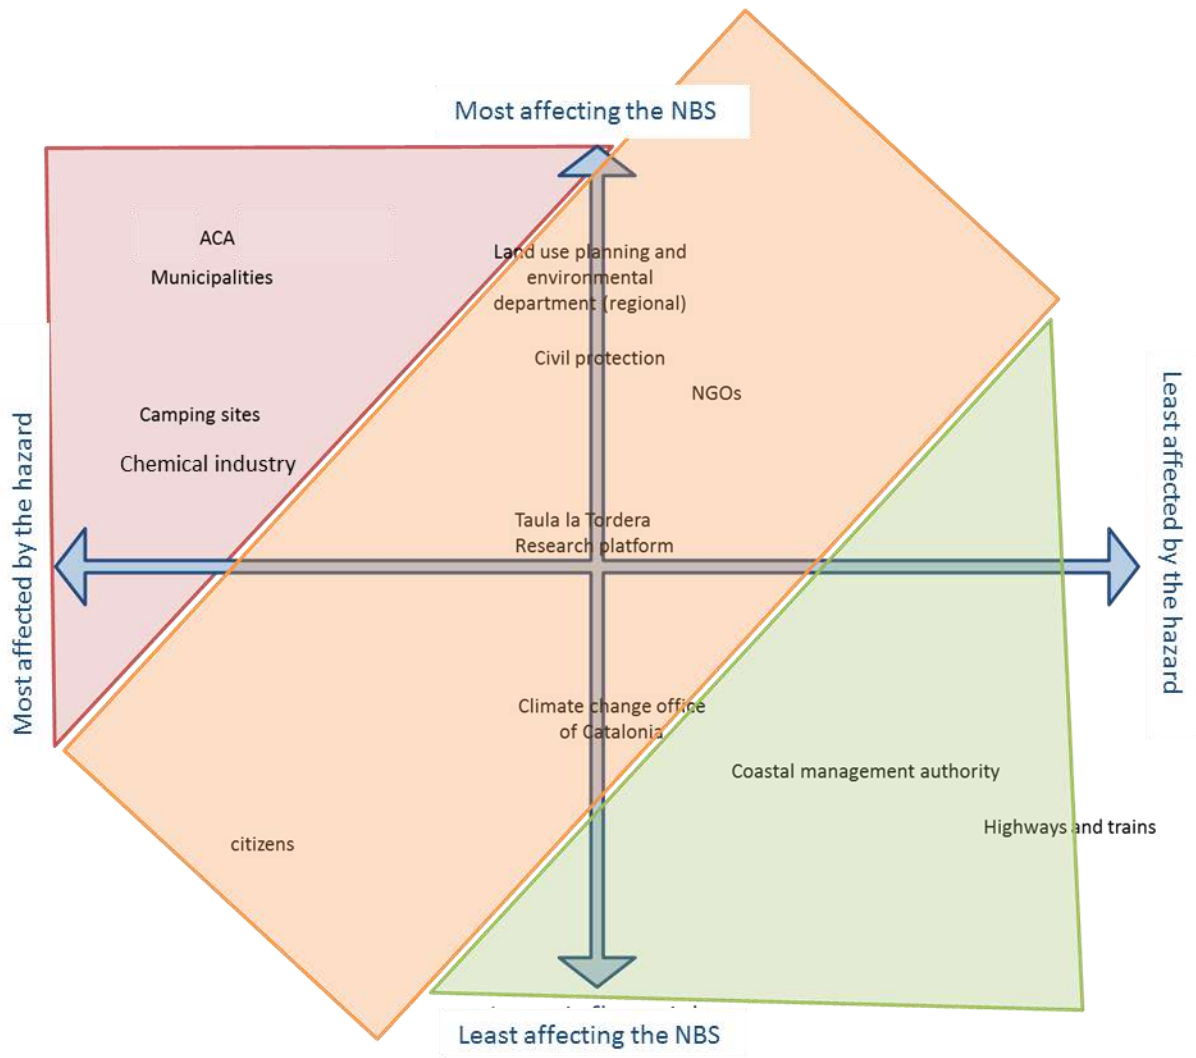 Most affecting the NBS
ACA
Municipalities
Land use planning and
environmental
department (regional)
Civil protection
NGOs
Camping sites
Chemical industry
Most affected by the hazard
Least affected by the hazard
Taula la Tordera
Research platform
Climate change office
of Catalonia
Coastal management authority
Highways and trains
citizens
Least affecting the NBS